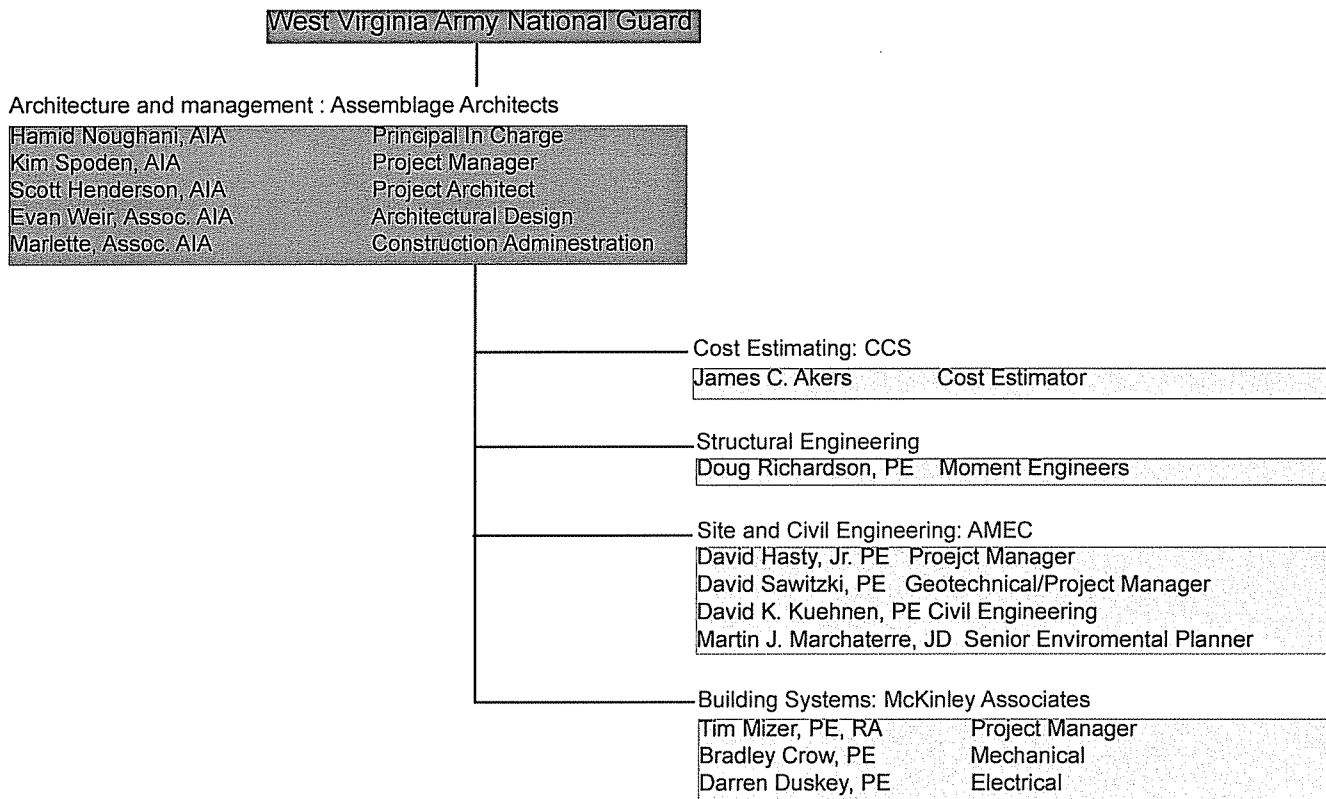 West Virginia Army National Guard
Architecture and management : Assemblage Architects
Hamid Noughani, AIA Principal In Charge
Kim Spoden, AIA Project Manager
Scott Henderson, AIA Project Architect
Evan Weir, Assoc. AIA Architectural Design
Marlette, Assoc. AIA Construction Adminestration
Cost Estimating: CCS
James C. Akers Cost Estimator
Structural Engineering
Doug Richardson, PE Moment Engineers
Site and Civil Engineering: AMEC
David Hasty, Jr. PE Proejct Manager
David Sawitzki, PE Geotechnical/Project Manager
David K. Kuehnen, PE Civil Engineering
Martin J. Marchaterre, JD Senior Enviromental Planner
Building Systems: McKinley Associates
Tim Mizer, PE, RA Project Manager
Bradley Crow, PE Mechanical
Darren Duskey, PE Electrical